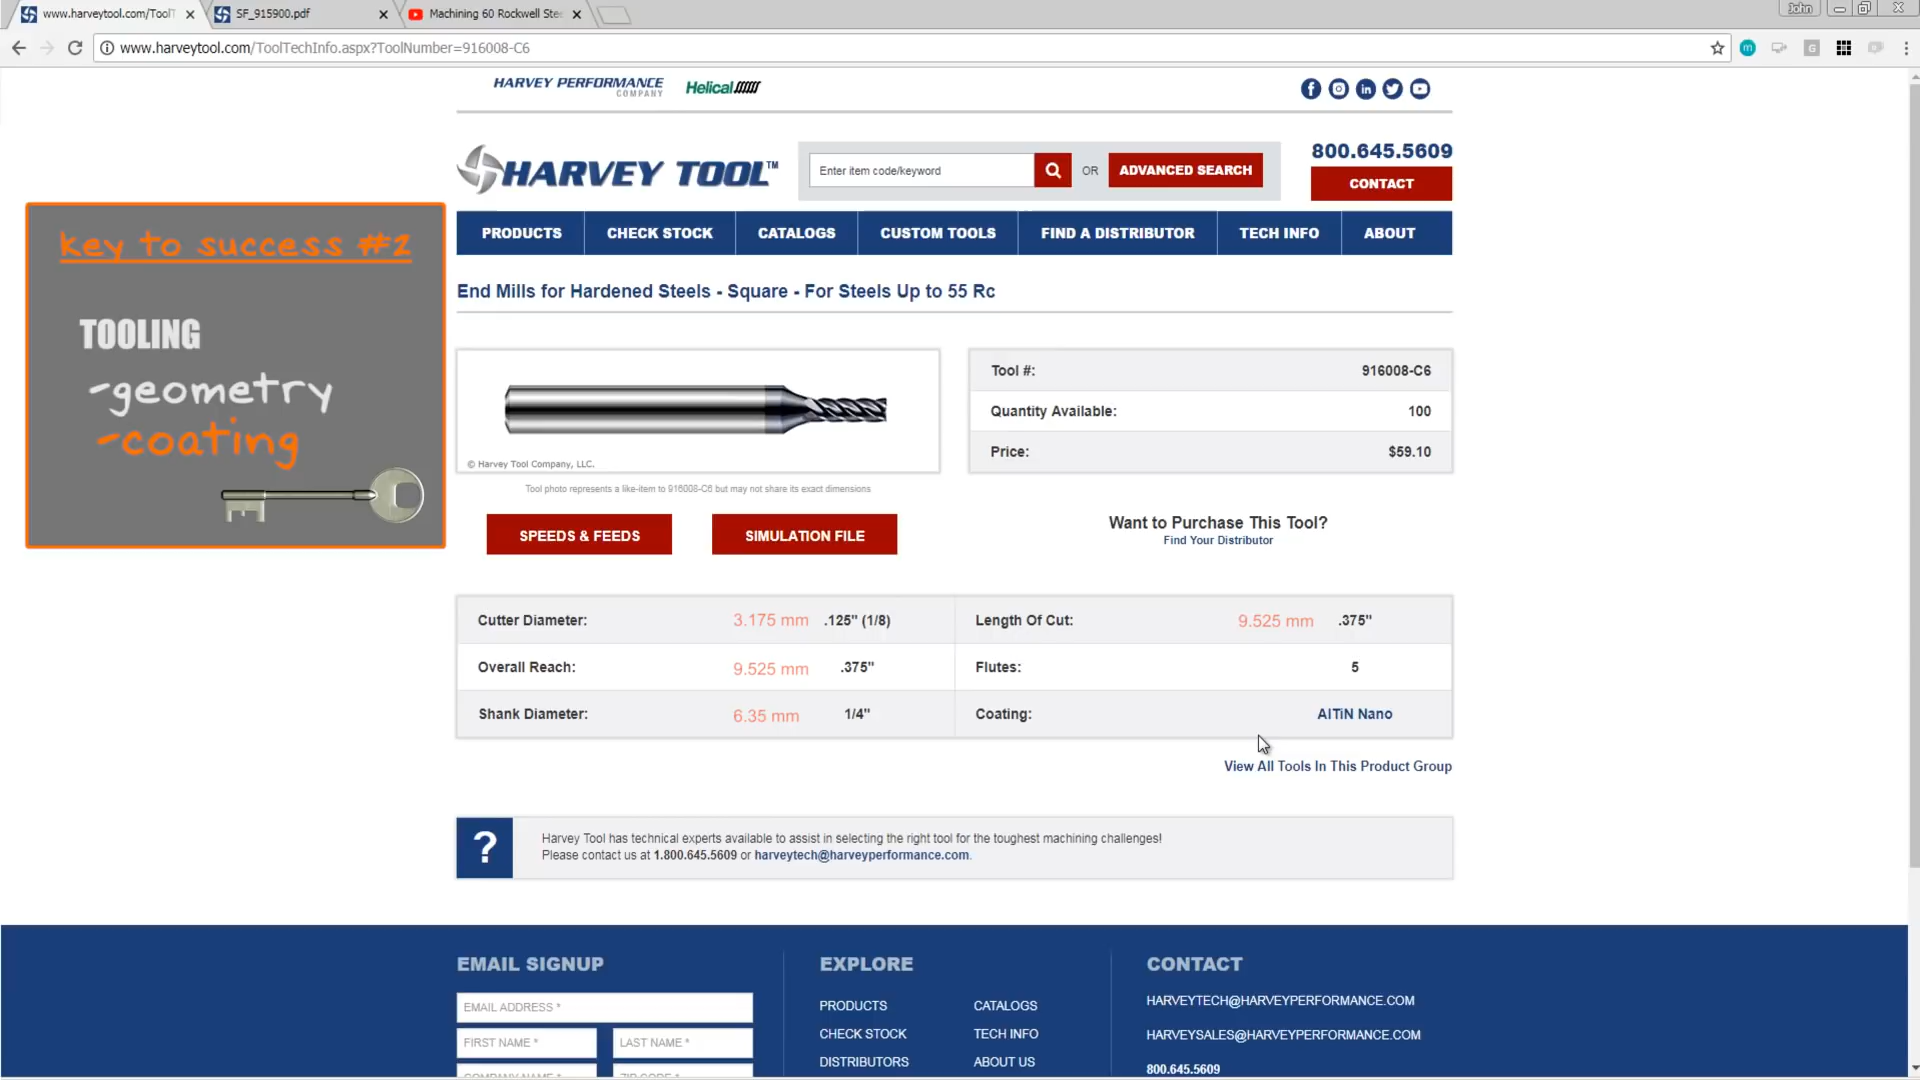 www.harveytool.com/ToolT
SF_915900.pdf
Machining 60 Rockwell Ste
John
www.harveytool.com/ToolTechInfo.aspx?ToolNumber=916008-C6
HARVEY PERFORMANCE
COMPANY
Helical
HARVEY TOOL™
Enter item code/keyword
OR
ADVANCED SEARCH
800.645.5609
CONTACT
PRODUCTS
CHECK STOCK
CATALOGS
CUSTOM TOOLS
FIND A DISTRIBUTOR
TECH INFO
ABOUT
key to success #2
TOOLING
-geometry
-coating
End Mills for Hardened Steels - Square - For Steels Up to 55 Rc
© Harvey Tool Company, LLC.
Tool photo represents a like-item to 916008-C6 but may not share its exact dimensions
Tool #: 916008-C6
Quantity Available: 100
Price: $59.10
SPEEDS & FEEDS
SIMULATION FILE
Want to Purchase This Tool?
Find Your Distributor
Cutter Diameter: 3.175 mm .125" (1/8)
Length Of Cut: 9.525 mm .375"
Overall Reach: 9.525 mm .375"
Flutes: 5
Shank Diameter: 6.35 mm 1/4"
Coating: AlTiN Nano
View All Tools In This Product Group
?
Harvey Tool has technical experts available to assist in selecting the right tool for the toughest machining challenges!
Please contact us at 1.800.645.5609 or harveytech@harveyperformance.com.
EMAIL SIGNUP
EMAIL ADDRESS *
FIRST NAME *
LAST NAME *
COMPANY NAME *
ZIP CODE *
EXPLORE
PRODUCTS
CATALOGS
CHECK STOCK
TECH INFO
DISTRIBUTORS
ABOUT US
CONTACT
HARVEYTECH@HARVEYPERFORMANCE.COM
HARVEYSALES@HARVEYPERFORMANCE.COM
800.645.5609